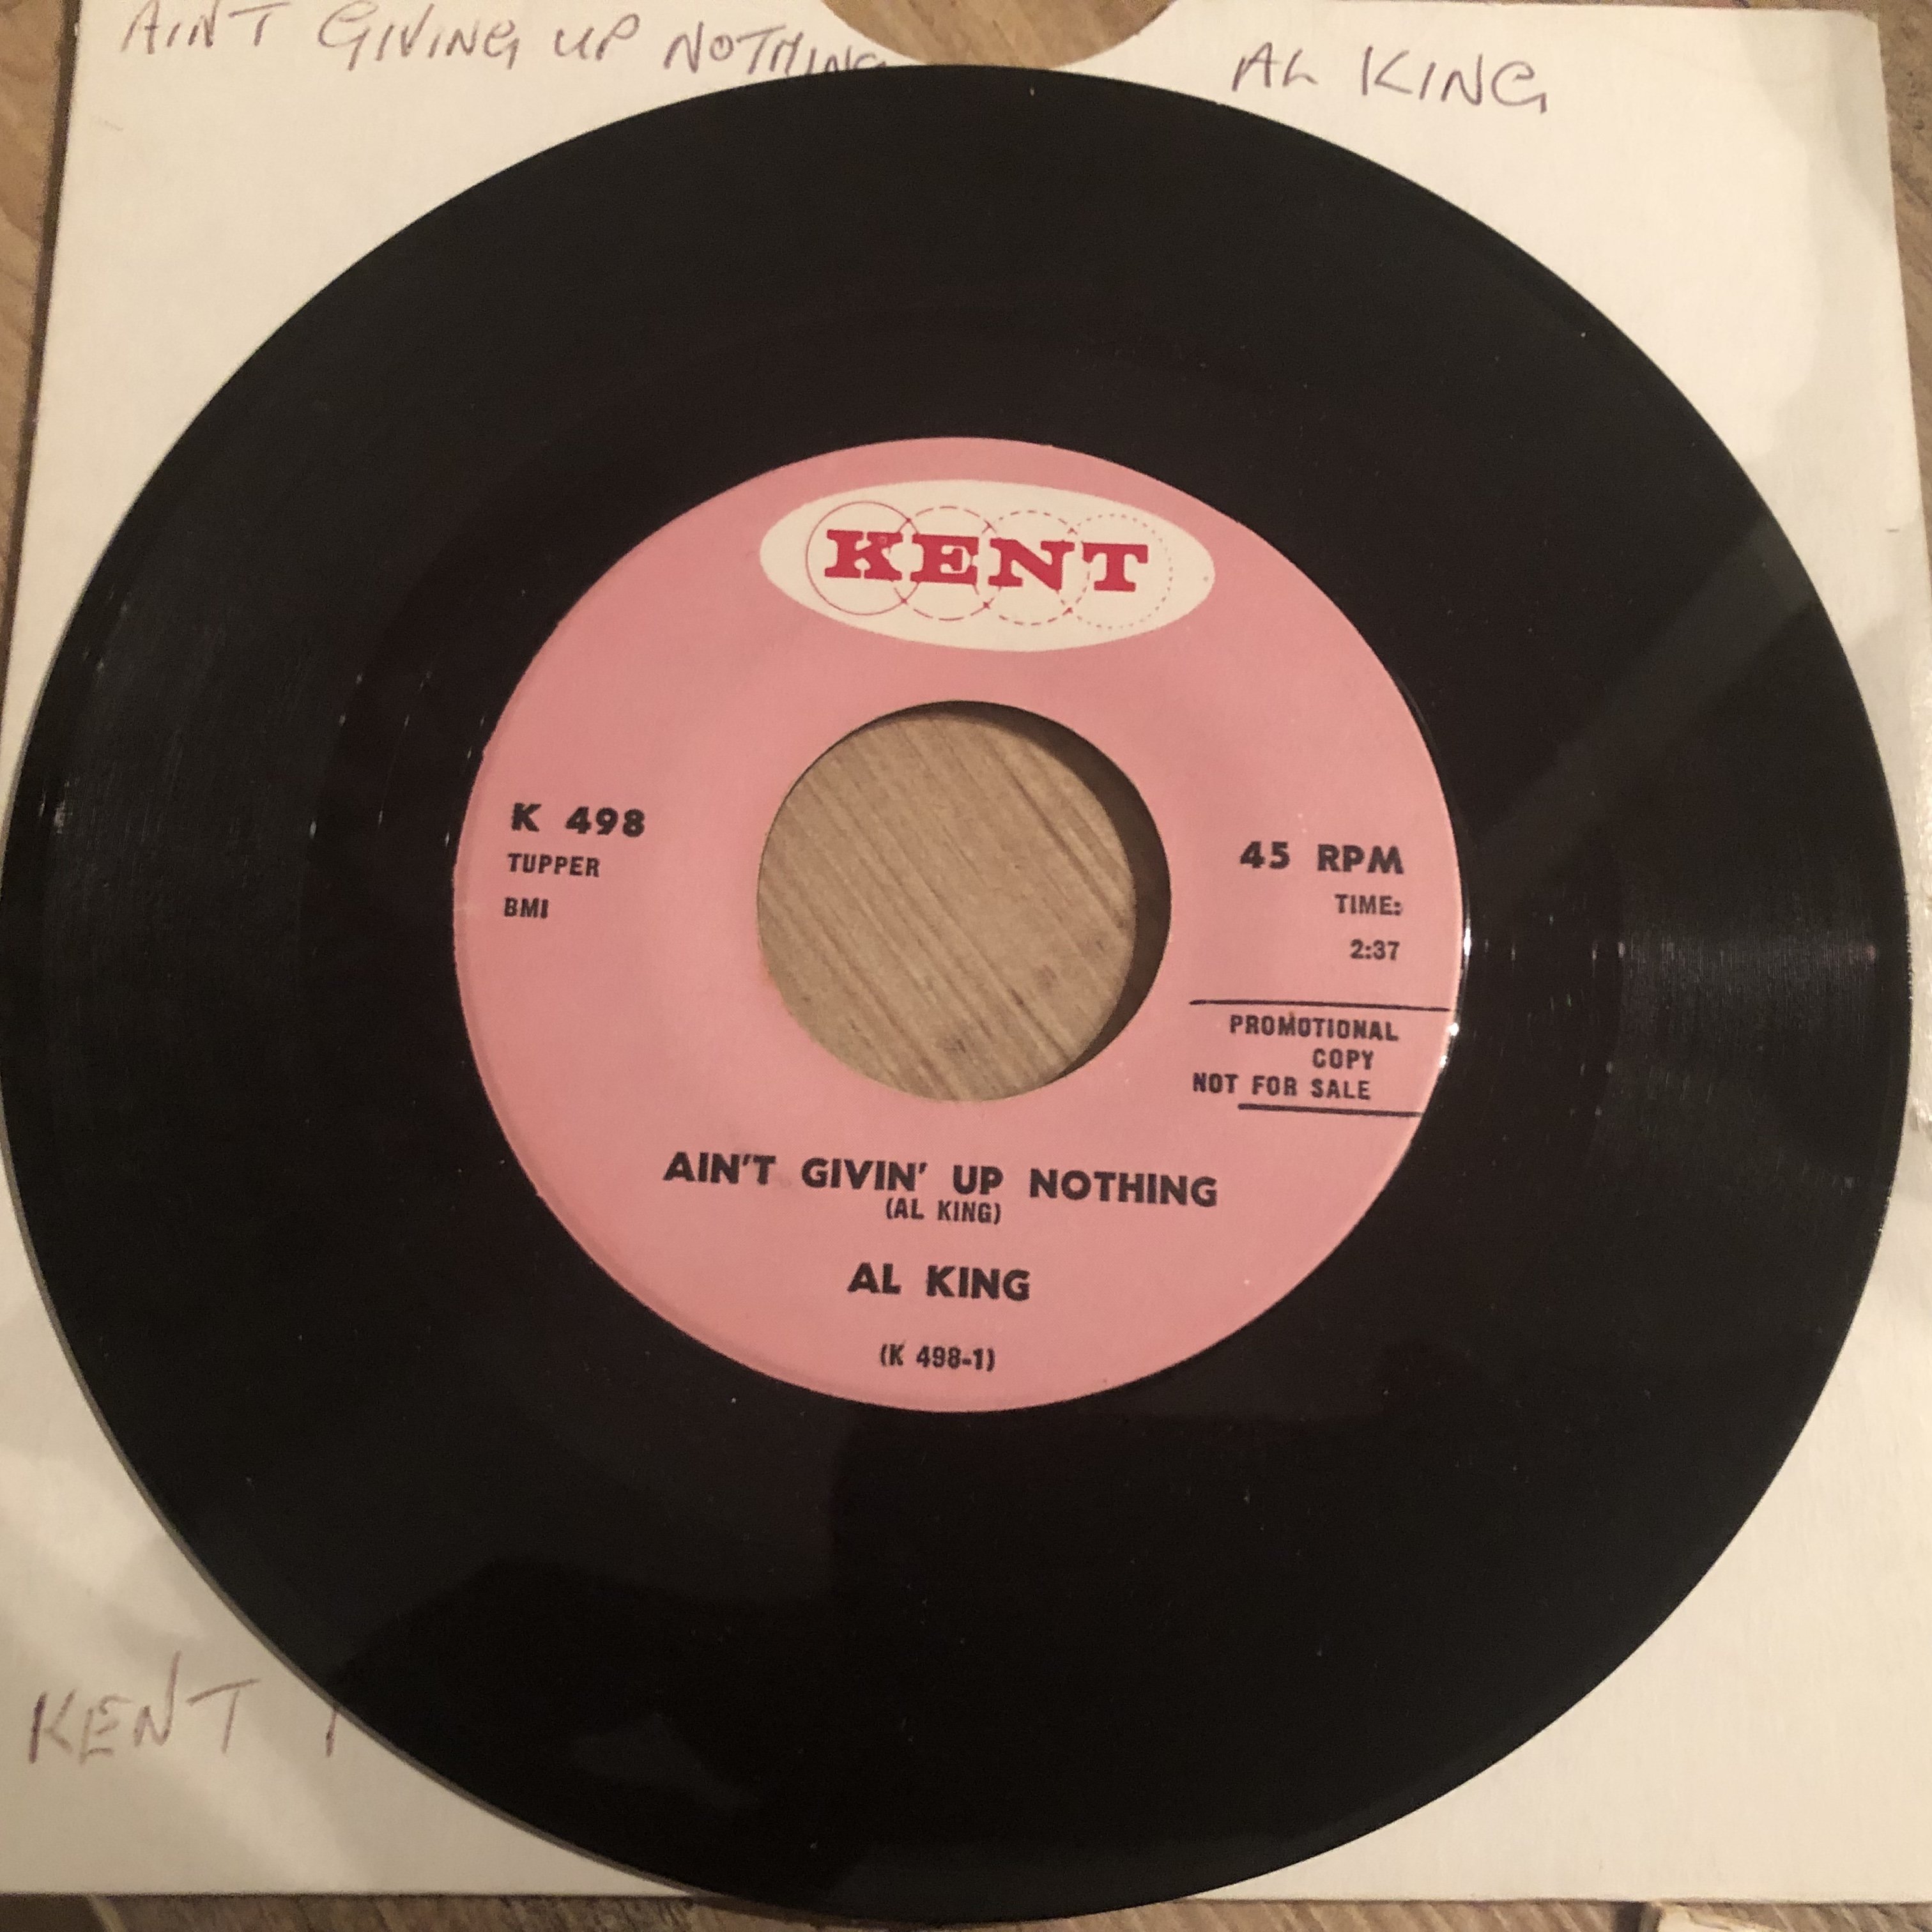 AINT GIVING UP NOTHING
AL KING
KENT
K 498
TUPPER
BMI
45 RPM
TIME:
2:37
PROMOTIONAL
COPY
NOT FOR SALE
AIN'T GIVIN' UP NOTHING
(AL KING)
AL KING
(K 498-1)
KENT